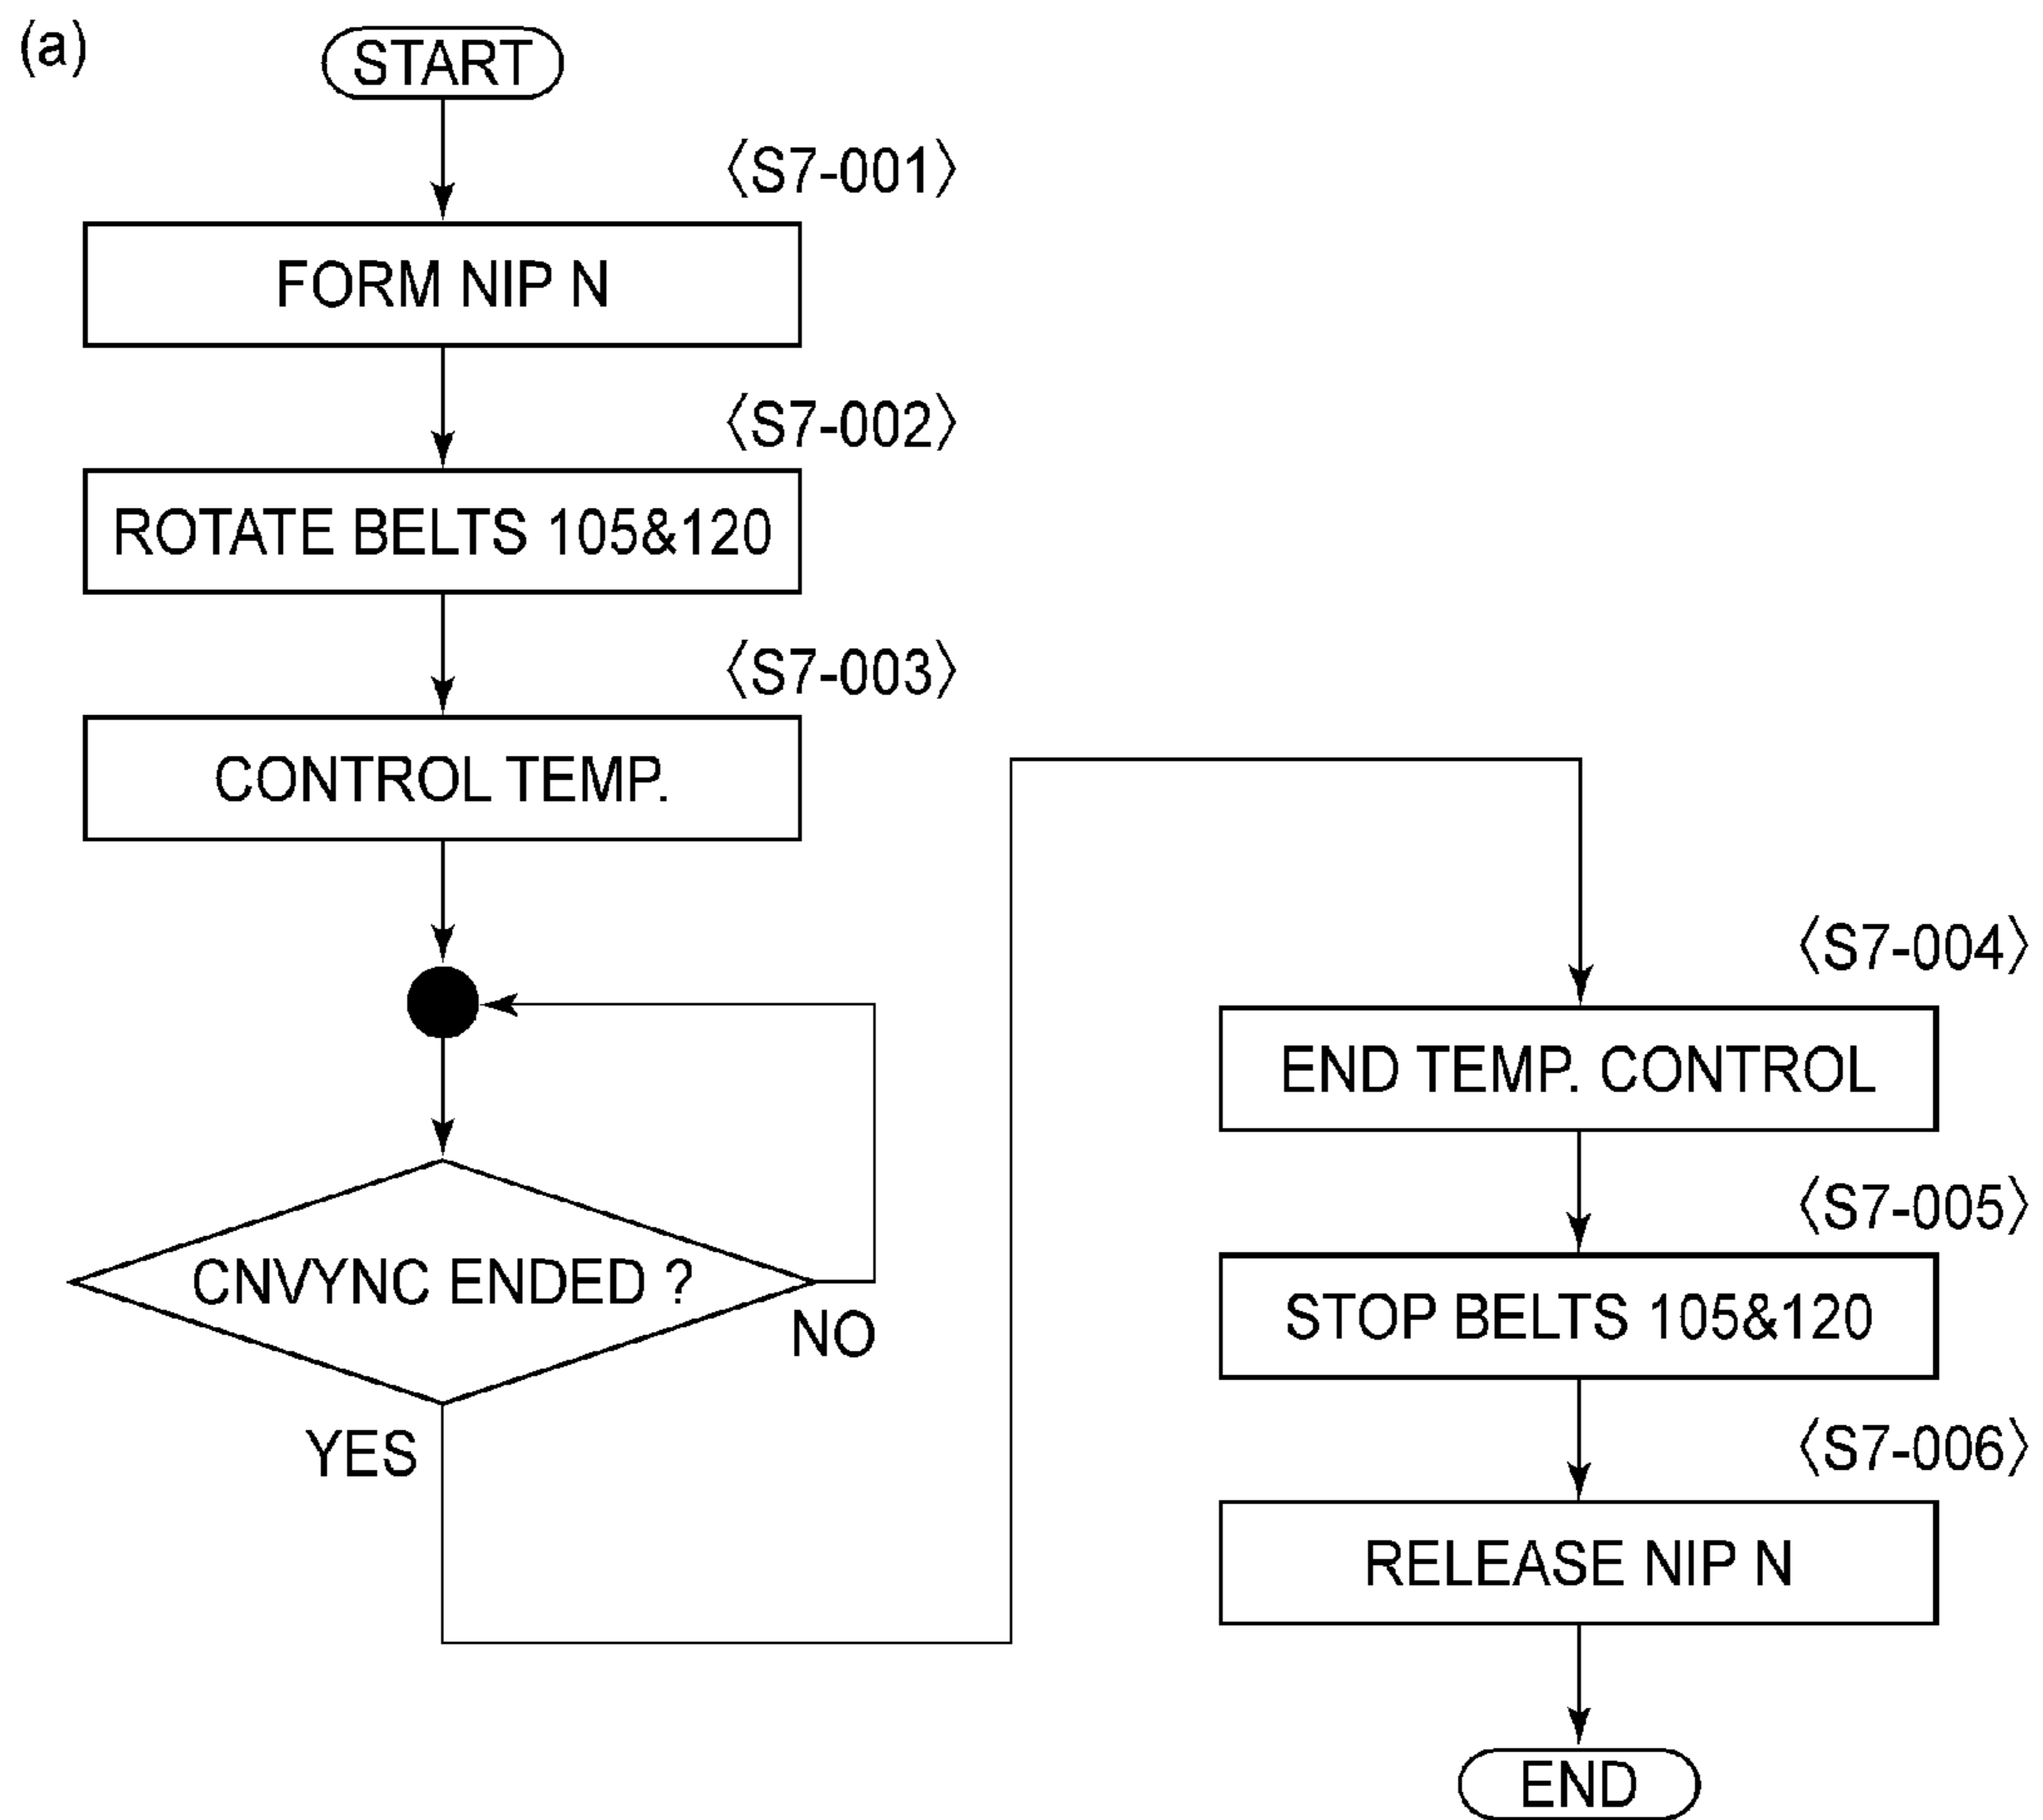 (a)
START
〈S7-001〉
FORM NIP N
〈S7-002〉
ROTATE BELTS 105&120
〈S7-003〉
CONTROL TEMP.
CNVYNC ENDED ?
NO
YES
〈S7-004〉
END TEMP. CONTROL
〈S7-005〉
STOP BELTS 105&120
〈S7-006〉
RELEASE NIP N
END